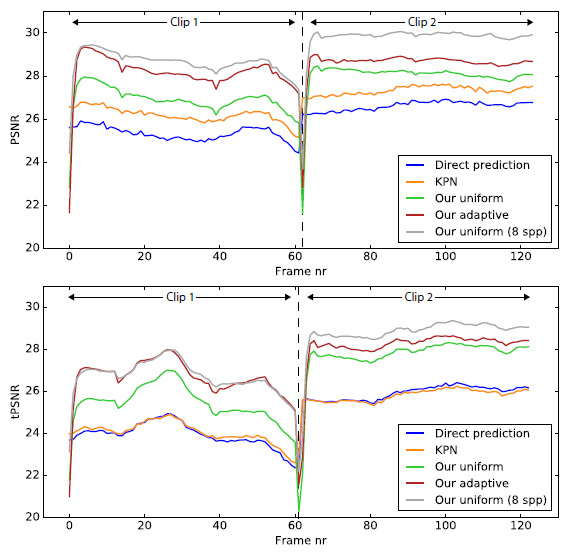 30
28
26
24
22
20
PSNR
Clip 1
Clip 2
Direct prediction
KPN
Our uniform
Our adaptive
Our uniform (8 spp)
0 20 40 60 80 100 120
Frame nr
30
28
26
24
22
20
tPSNR
Clip 1
Clip 2
Direct prediction
KPN
Our uniform
Our adaptive
Our uniform (8 spp)
0 20 40 60 80 100 120
Frame nr